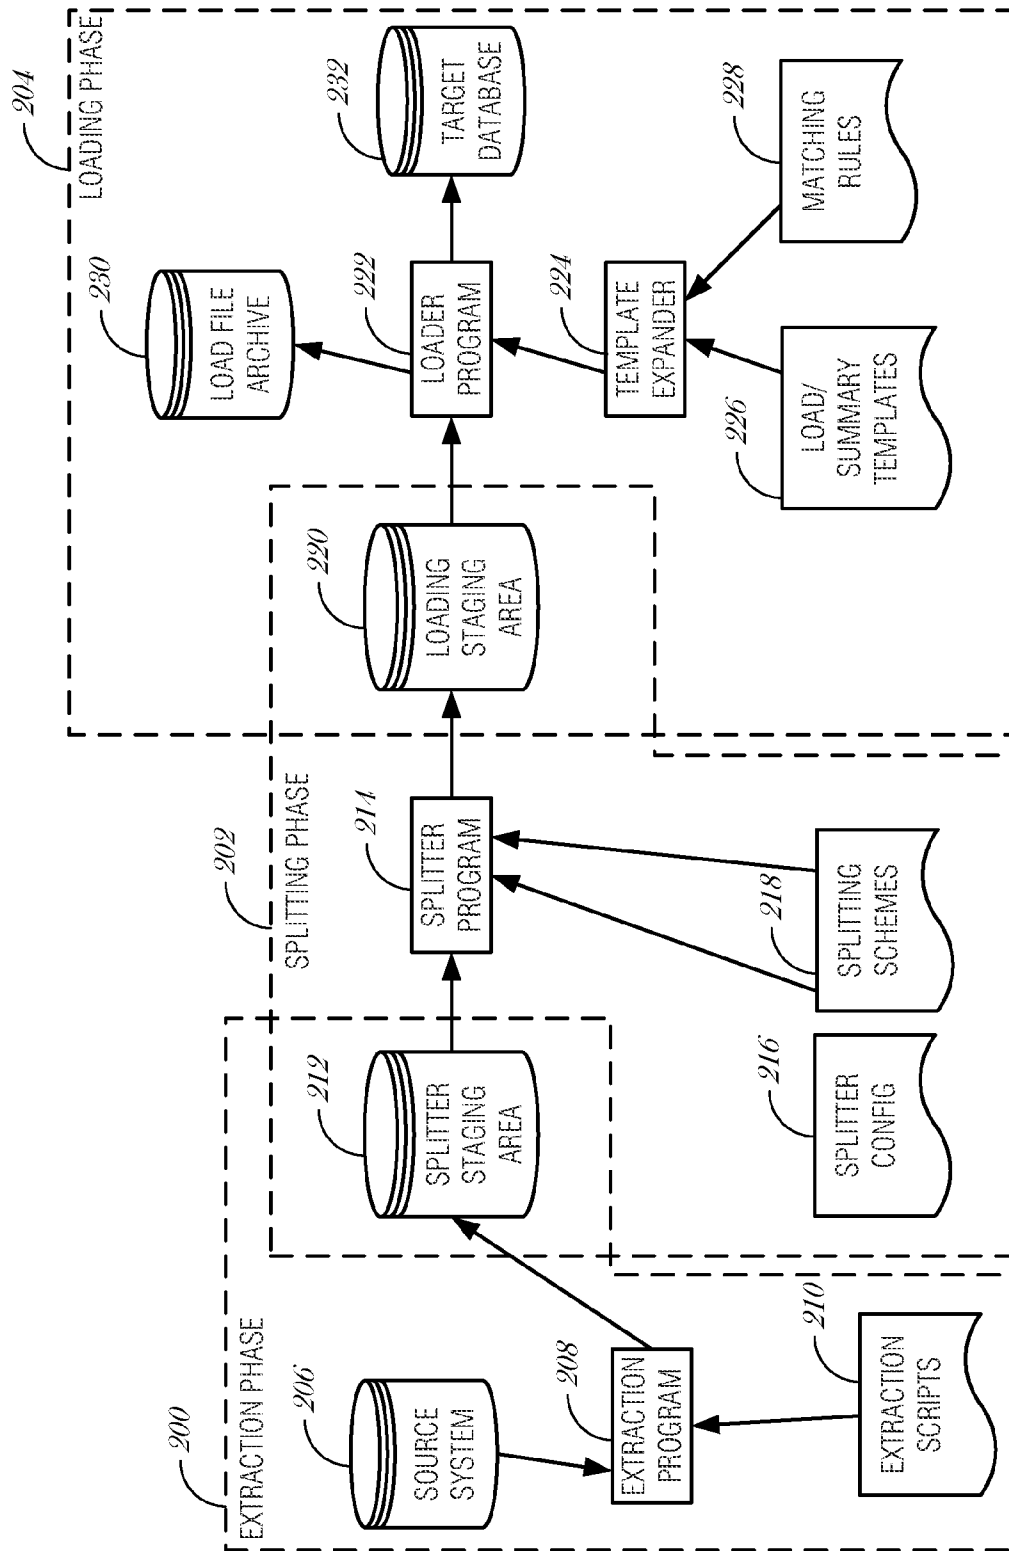 200
EXTRACTION PHASE
206
SOURCE
SYSTEM
208
EXTRACTION
PROGRAM
210
EXTRACTION
SCRIPTS
202
SPLITTING PHASE
212
SPLITTER
STAGING
AREA
214
SPLITTER
PROGRAM
216
SPLITTER
CONFIG
218
SPLITTING
SCHEMES
204
LOADING PHASE
220
LOADING
STAGING
AREA
230
LOAD FILE
ARCHIVE
222
LOADER
PROGRAM
232
TARGET
DATABASE
224
TEMPLATE
EXPANDER
226
LOAD/
SUMMARY
TEMPLATES
228
MATCHING
RULES